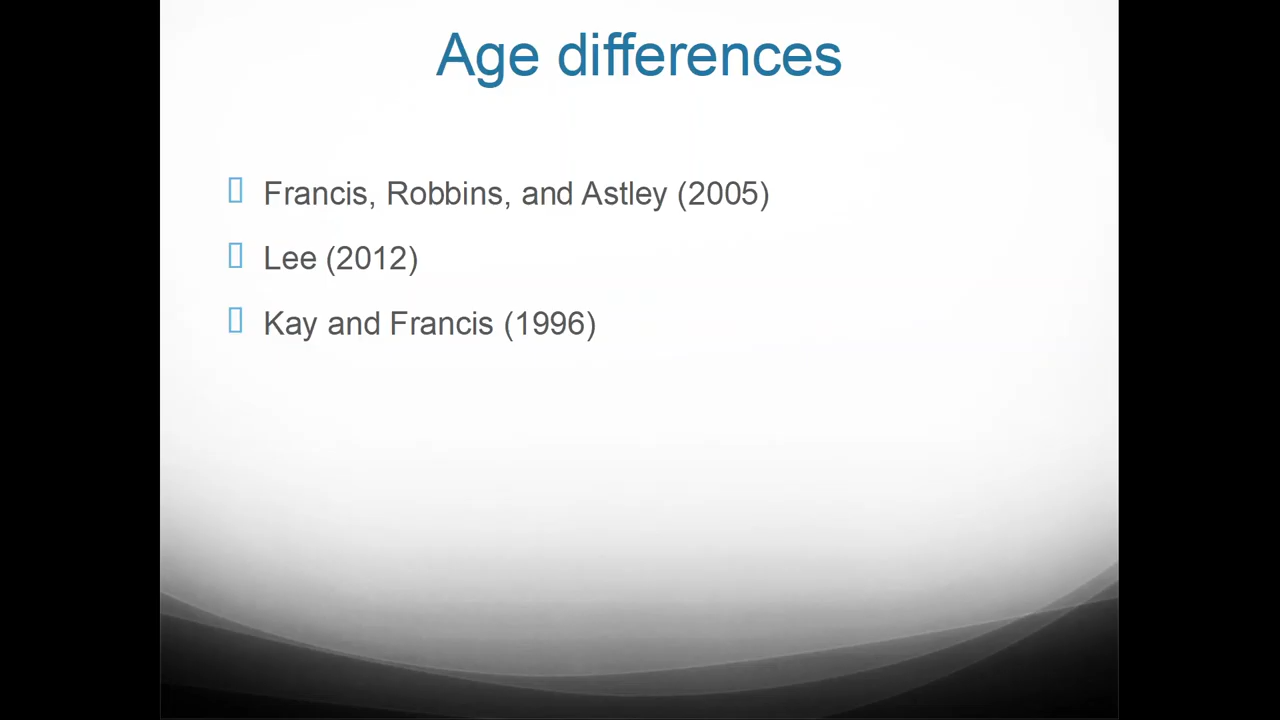 Age differences
Francis, Robbins, and Astley (2005)
Lee (2012)
Kay and Francis (1996)